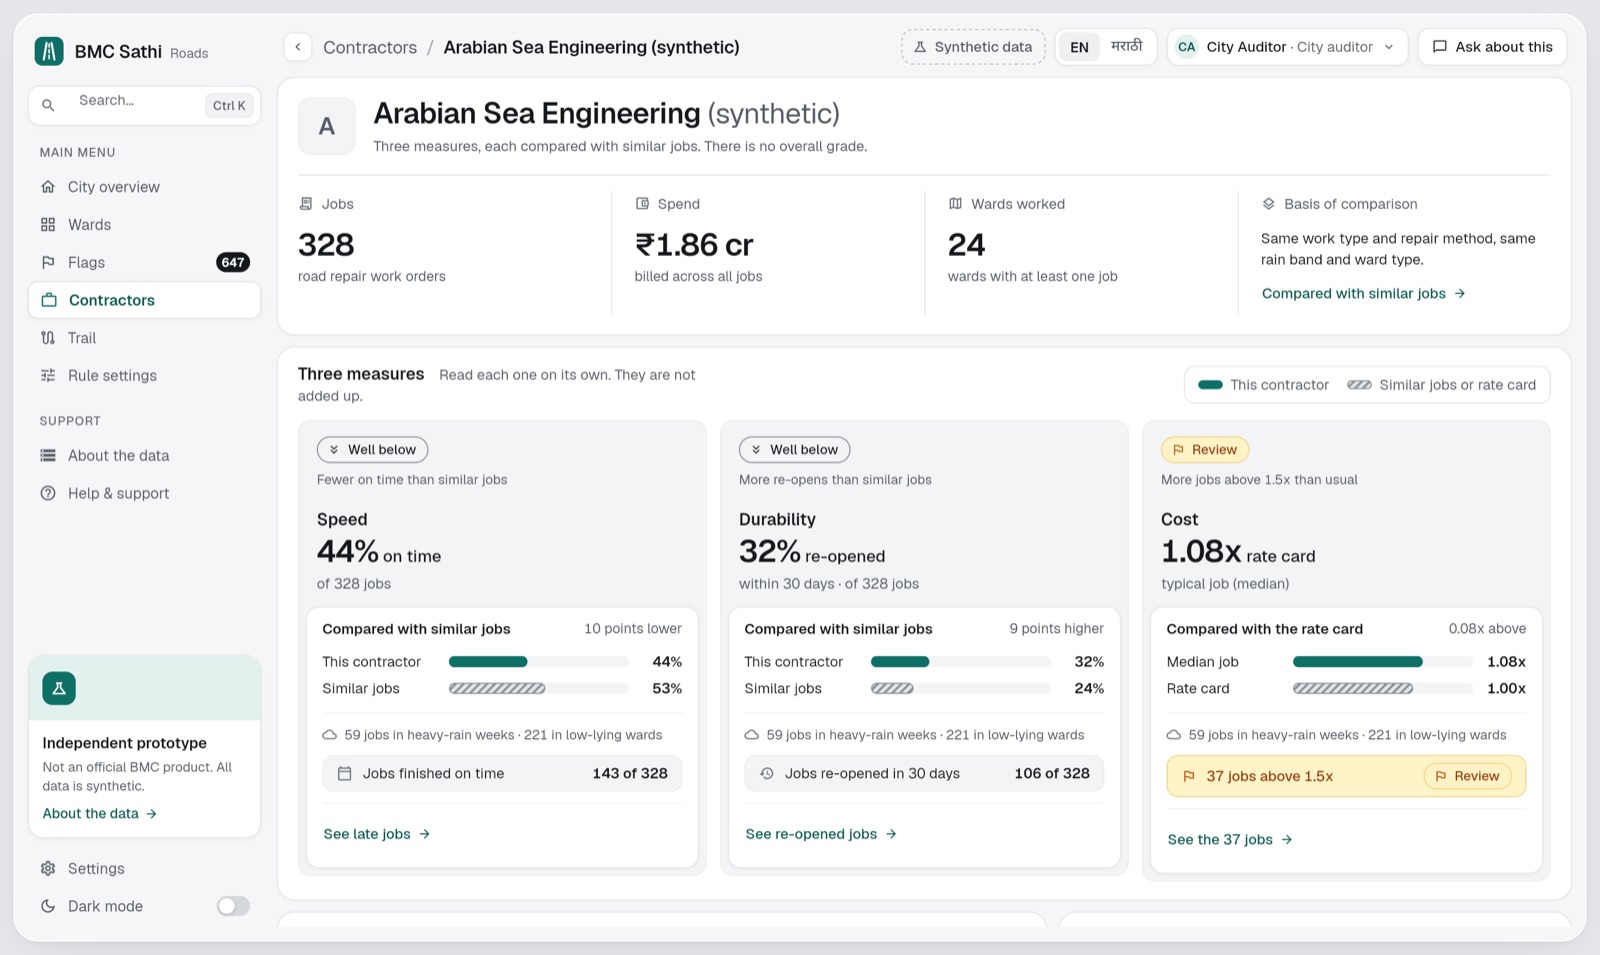 BMC Sathi Roads
Search...
Ctrl K
MAIN MENU
City overview
Wards
Flags
647
Contractors
Trail
Rule settings
SUPPORT
About the data
Help & support
Independent prototype
Not an official BMC product. All
data is synthetic.
About the data →
Settings
Dark mode
Contractors / Arabian Sea Engineering (synthetic)
Synthetic data
EN
मराठी
CA
City Auditor · City auditor
Ask about this
A
Arabian Sea Engineering (synthetic)
Three measures, each compared with similar jobs. There is no overall grade.
Jobs
328
road repair work orders
Spend
₹1.86 cr
billed across all jobs
Wards worked
24
wards with at least one job
Basis of comparison
Same work type and repair method, same
rain band and ward type.
Compared with similar jobs →
Three measures Read each one on its own. They are not
added up.
This contractor
Similar jobs or rate card
Well below
Fewer on time than similar jobs
Speed
44% on time
of 328 jobs
Compared with similar jobs
10 points lower
This contractor
44%
Similar jobs
53%
59 jobs in heavy-rain weeks · 221 in low-lying wards
Jobs finished on time
143 of 328
See late jobs →
Well below
More re-opens than similar jobs
Durability
32% re-opened
within 30 days · of 328 jobs
Compared with similar jobs
9 points higher
This contractor
32%
Similar jobs
24%
59 jobs in heavy-rain weeks · 221 in low-lying wards
Jobs re-opened in 30 days
106 of 328
See re-opened jobs →
Review
More jobs above 1.5x than usual
Cost
1.08x rate card
typical job (median)
Compared with the rate card
0.08x above
Median job
1.08x
Rate card
1.00x
59 jobs in heavy-rain weeks · 221 in low-lying wards
37 jobs above 1.5x
Review
See the 37 jobs →